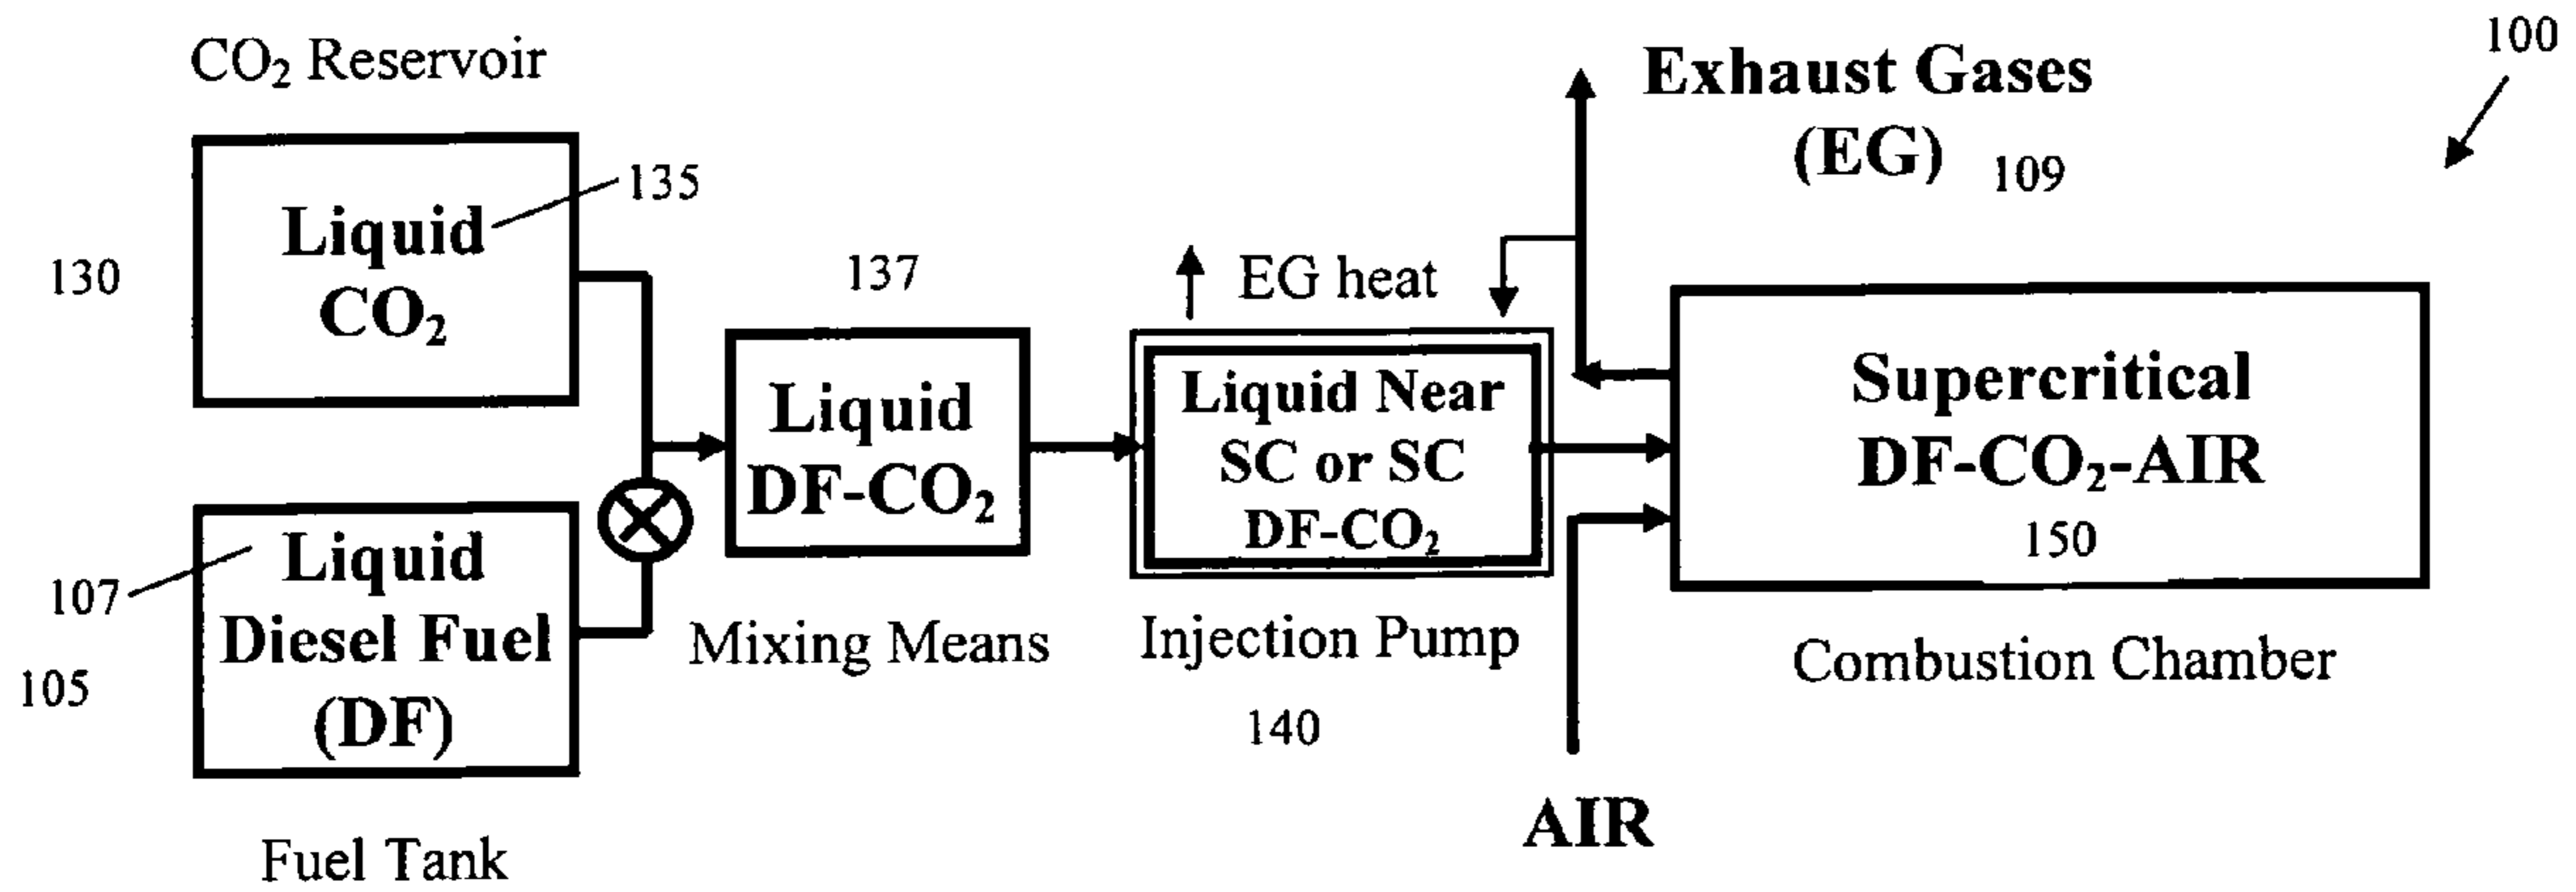 CO₂ Reservoir
Liquid
CO₂
135
130
Liquid
Diesel Fuel
(DF)
107
105
Fuel Tank
137
Liquid
DF-CO₂
Mixing Means
EG heat
Liquid Near
SC or SC
DF-CO₂
Injection Pump
140
Exhaust Gases
(EG)
109
100
Supercritical
DF-CO₂-AIR
150
Combustion Chamber
AIR